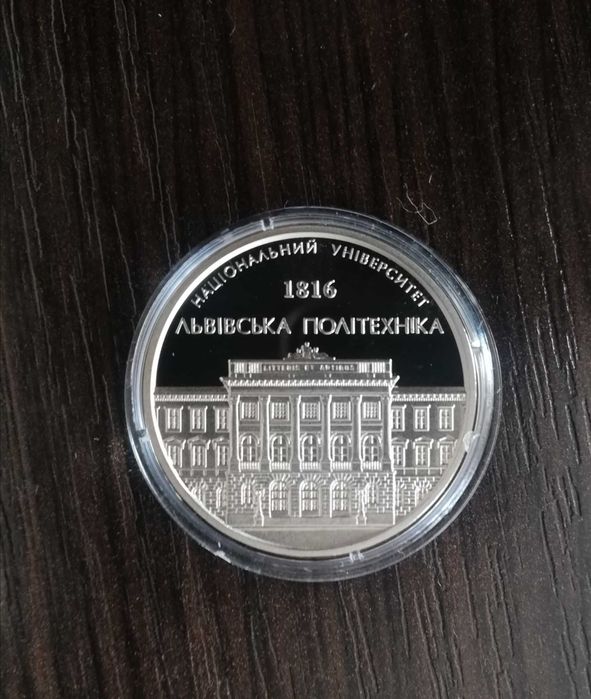 НАЦІОНАЛЬНИЙ УНІВЕРСИТЕТ
1816
ЛЬВІВСЬКА ПОЛІТЕХНІКА
LITTERIS ET ARTIBUS